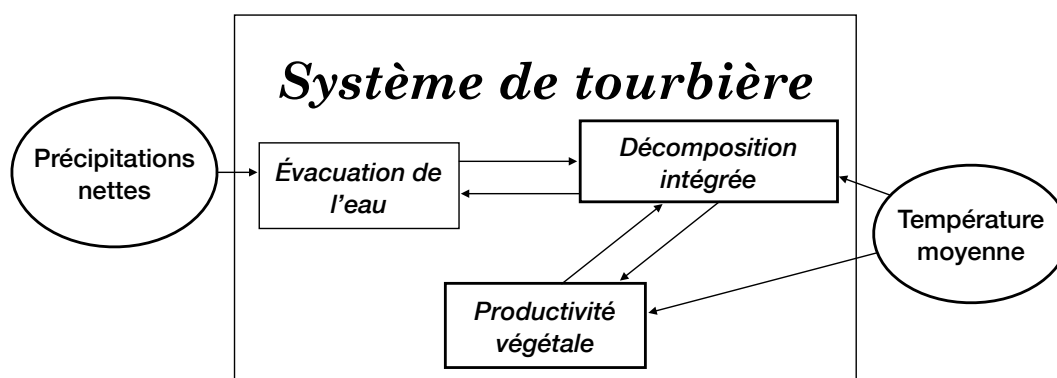 Système de tourbière
Précipitations
nettes
Évacuation de
l’eau
Décomposition
intégrée
Température
moyenne
Productivité
végétale